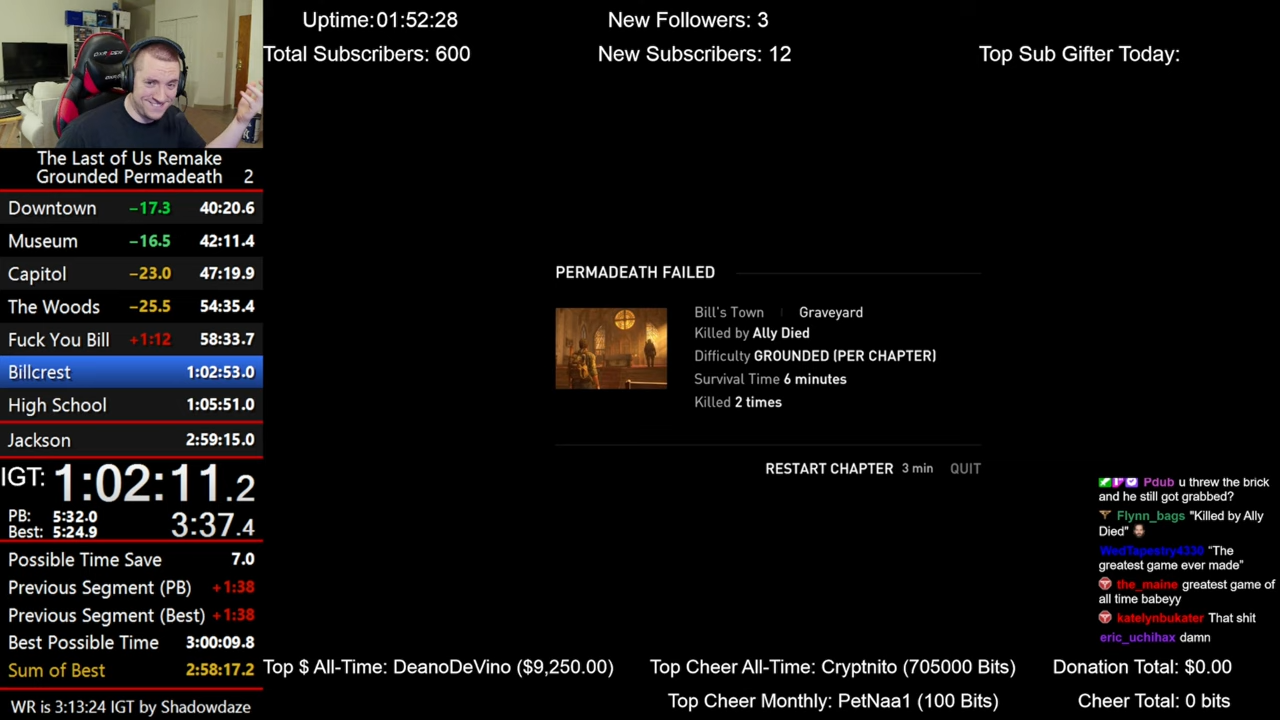 Uptime:01:52:28
New Followers: 3
Total Subscribers: 600
New Subscribers: 12
Top Sub Gifter Today:
The Last of Us Remake
Grounded Permadeath 2
Downtown -17.3 40:20.6
Museum -16.5 42:11.4
Capitol -23.0 47:19.9
The Woods -25.5 54:35.4
Fuck You Bill +1:12 58:33.7
Billcrest 1:02:53.0
High School 1:05:51.0
Jackson 2:59:15.0
IGT: 1:02:11.2
PB: 5:32.0
Best: 5:24.9
3:37.4
Possible Time Save 7.0
Previous Segment (PB) +1:38
Previous Segment (Best) +1:38
Best Possible Time 3:00:09.8
Sum of Best 2:58:17.2
WR is 3:13:24 IGT by Shadowdaze
PERMADEATH FAILED
Bill's Town | Graveyard
Killed by Ally Died
Difficulty GROUNDED (PER CHAPTER)
Survival Time 6 minutes
Killed 2 times
RESTART CHAPTER 3 min QUIT
Pdub u threw the brick
and he still got grabbed?
Flynn_bags "Killed by Ally
Died"
WedTapestry4330 "The
greatest game ever made"
the_maine greatest game of
all time babeyy
katelynbukater That shit
eric_uchihax damn
Top $ All-Time: DeanoDeVino ($9,250.00)
Top Cheer All-Time: Cryptnito (705000 Bits)
Donation Total: $0.00
Top Cheer Monthly: PetNaa1 (100 Bits)
Cheer Total: 0 bits